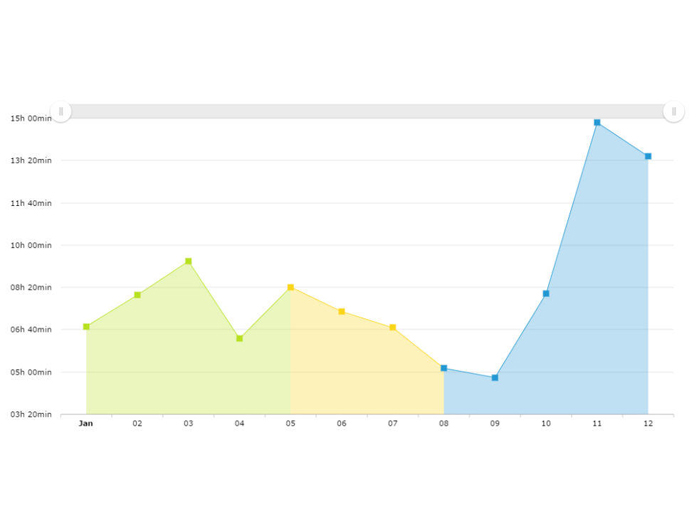 15h 00min
13h 20min
11h 40min
10h 00min
08h 20min
06h 40min
05h 00min
03h 20min
Jan 02 03 04 05 06 07 08 09 10 11 12